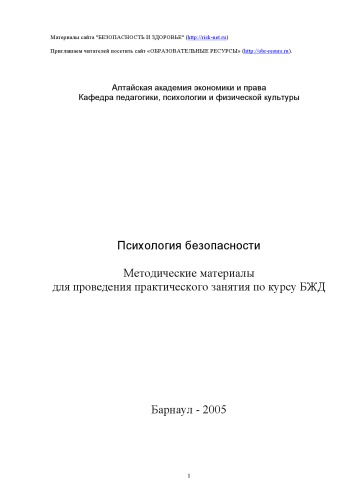 Материалы сайта "БЕЗОПАСНОСТЬ И ЗДОРОВЬЕ" (http://risk-net.ru)
Приглашаем читателей посетить сайт «ОБРАЗОВАТЕЛЬНЫЕ РЕСУРСЫ» (http://obr-resurs.ru).
Алтайская академия экономики и права
Кафедра педагогики, психологии и физической культуры
Психология безопасности
Методические материалы
для проведения практического занятия по курсу БЖД
Барнаул - 2005
1